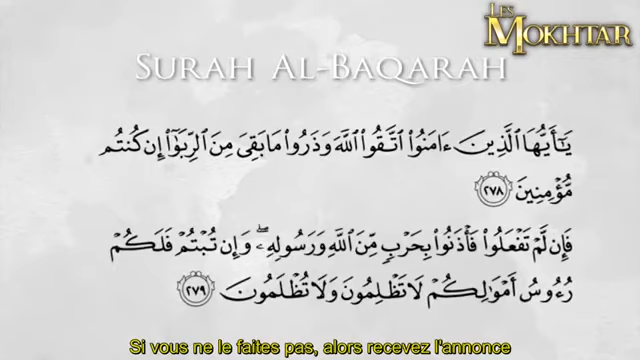 LES MOKHTAR
SURAH AL-BAQARAH
يَٰٓأَيُّهَا ٱلَّذِينَ ءَامَنُوا۟ ٱتَّقُوا۟ ٱللَّهَ وَذَرُوا۟ مَا بَقِىَ مِنَ ٱلرِّبَوٰٓا۟ إِن كُنتُم
مُّؤْمِنِينَ ٢٧٨
فَإِن لَّمْ تَفْعَلُوا۟ فَأْذَنُوا۟ بِحَرْبٍ مِّنَ ٱللَّهِ وَرَسُولِهِۦ ۖ وَإِن تُبْتُمْ فَلَكُمْ
رُءُوسُ أَمْوَٰلِكُمْ لَا تَظْلِمُونَ وَلَا تُظْلَمُونَ ٢٧٩
Si vous ne le faites pas, alors recevez l'annonce